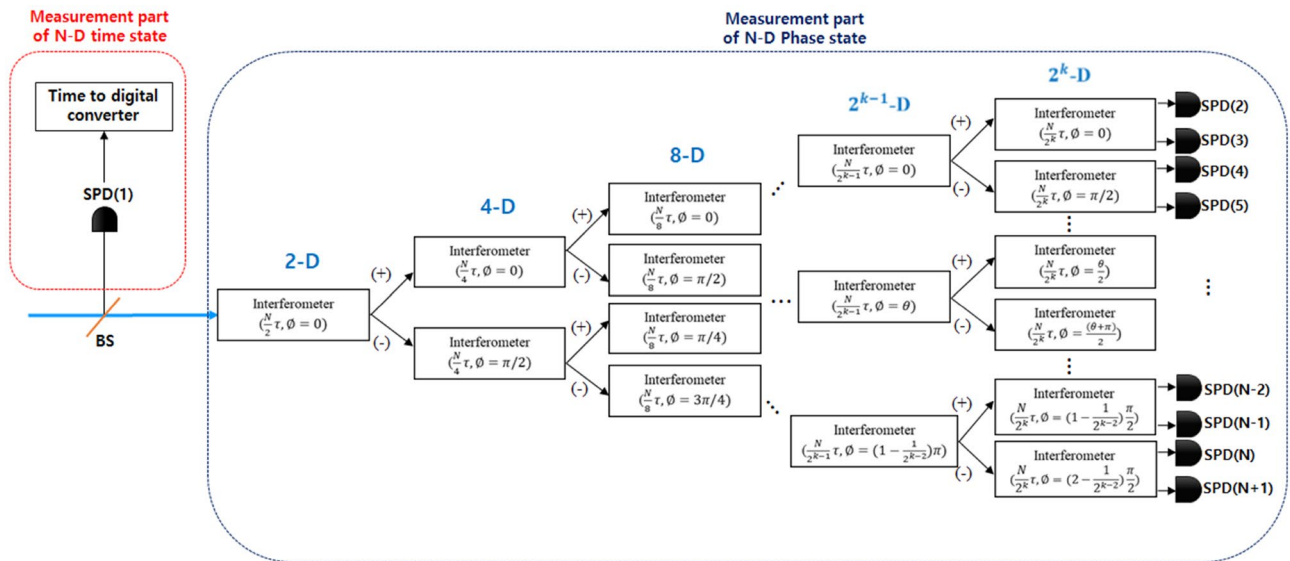 Measurement part
of N-D time state
Time to digital
converter
SPD(1)
BS
Measurement part
of N-D Phase state
2-D
Interferometer
(N/2 τ, Ø = 0)
(+)
(-)
4-D
Interferometer
(N/4 τ, Ø = 0)
Interferometer
(N/4 τ, Ø = π/2)
(+)
(-)
(+)
(-)
8-D
Interferometer
(N/8 τ, Ø = 0)
Interferometer
(N/8 τ, Ø = π/2)
Interferometer
(N/8 τ, Ø = π/4)
Interferometer
(N/8 τ, Ø = 3π/4)
⋰
...
⋱
2^{k-1}-D
Interferometer
(N/2^{k-1} τ, Ø = 0)
Interferometer
(N/2^{k-1} τ, Ø = θ)
Interferometer
(N/2^{k-1} τ, Ø = (1 − 1/2^{k-2})π)
(+)
(-)
(+)
(-)
(+)
(-)
2^k-D
Interferometer
(N/2^k τ, Ø = 0)
Interferometer
(N/2^k τ, Ø = π/2)
⋮
Interferometer
(N/2^k τ, Ø = θ/2)
Interferometer
(N/2^k τ, Ø = (θ+π)/2)
⋮
Interferometer
(N/2^k τ, Ø = (1 − 1/2^{k-2}) π/2)
Interferometer
(N/2^k τ, Ø = (2 − 1/2^{k-2}) π/2)
SPD(2)
SPD(3)
SPD(4)
SPD(5)
⋮
SPD(N-2)
SPD(N-1)
SPD(N)
SPD(N+1)